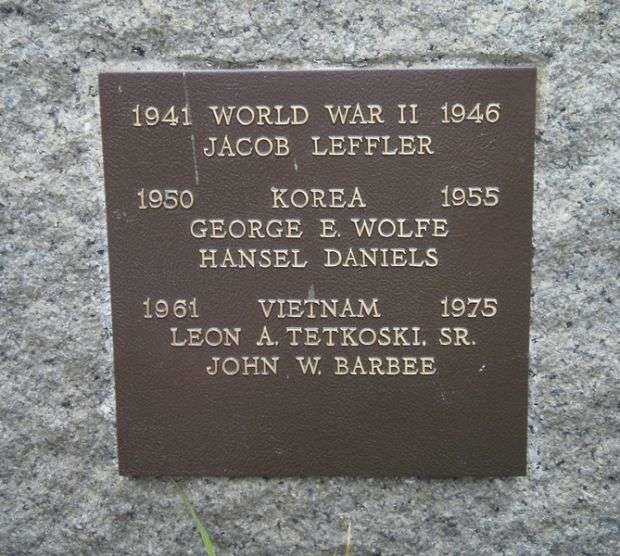 1941 WORLD WAR II 1946
JACOB LEFFLER
1950 KOREA 1955
GEORGE E. WOLFE
HANSEL DANIELS
1961 VIETNAM 1975
LEON A. TETKOSKI, SR.
JOHN W. BARBEE